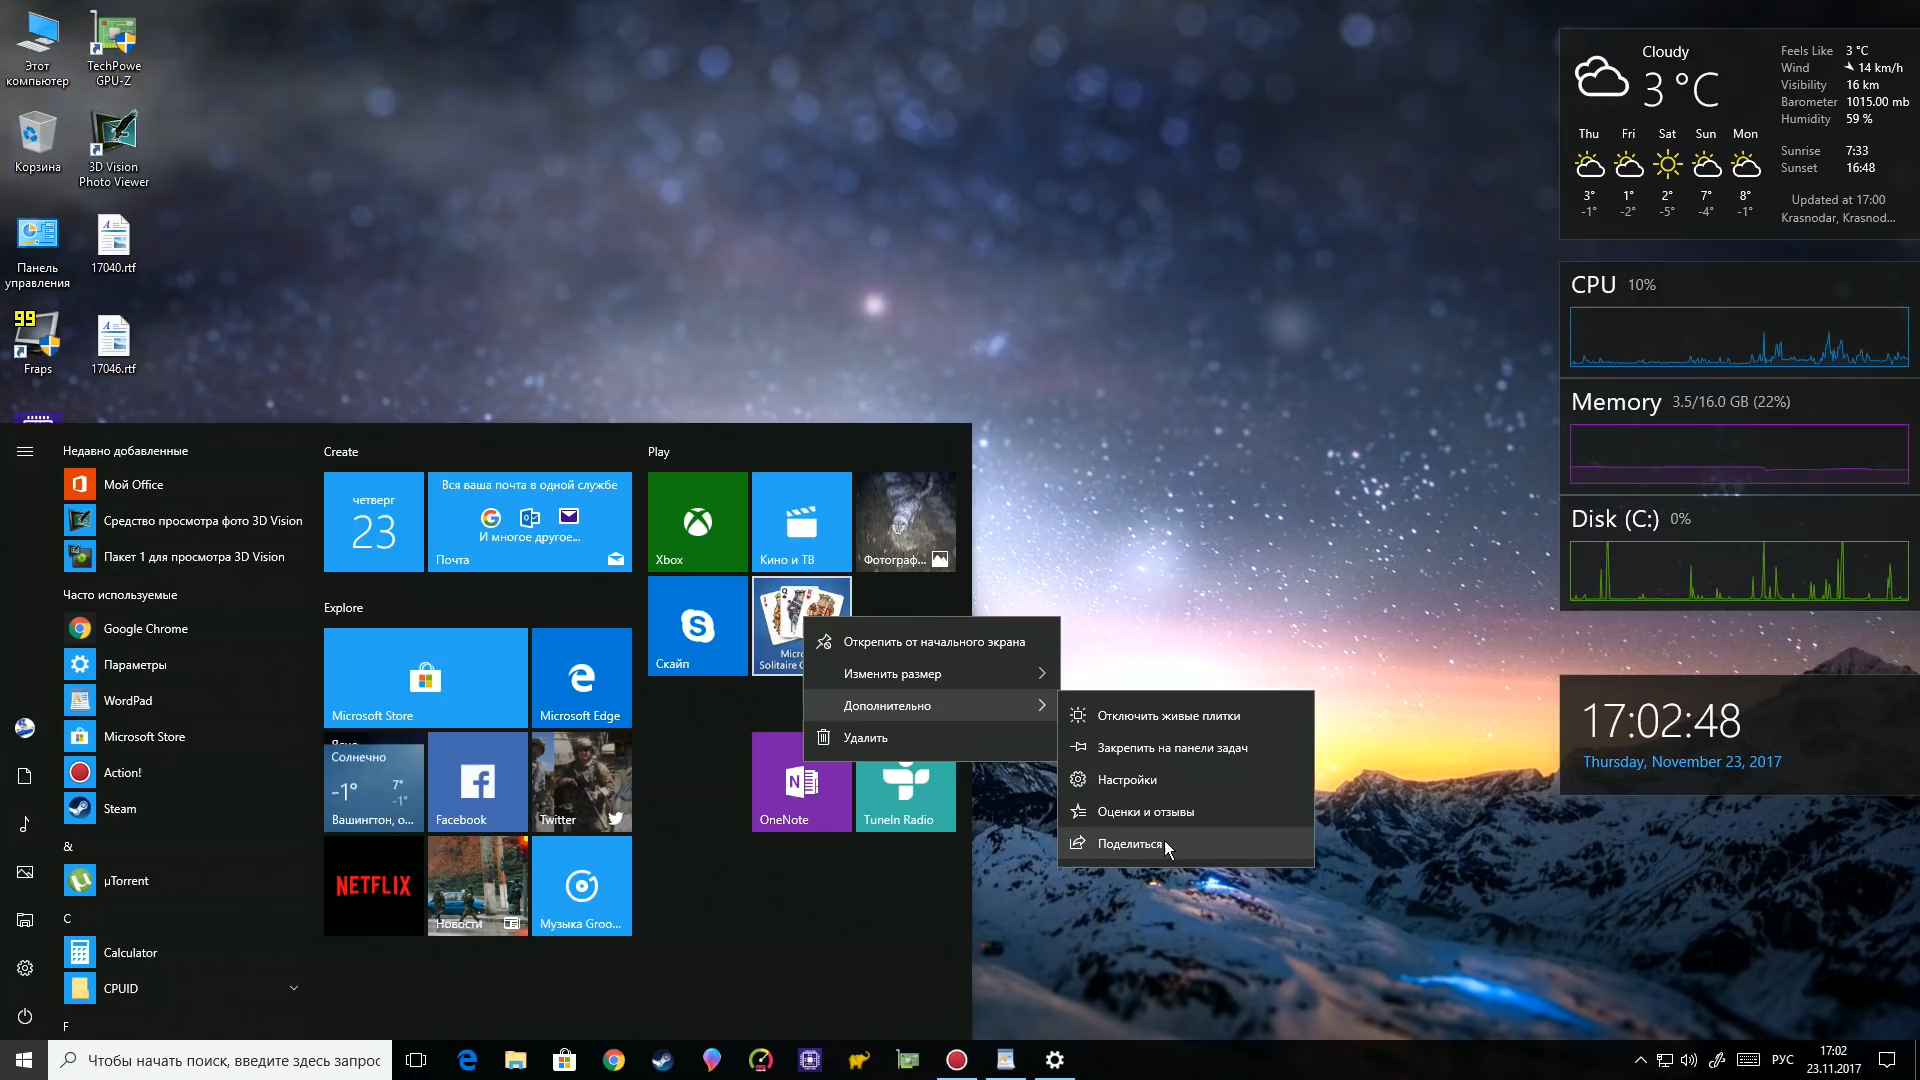 Этот
компьютер
TechPowe
GPU-Z
Корзина
3D Vision
Photo Viewer
Панель
управления
17040.rtf
99
Fraps
17046.rtf
Cloudy
3 °C
Feels Like 3 °C
Wind 14 km/h
Visibility 16 km
Barometer 1015.00 mb
Humidity 59 %
Sunrise 7:33
Sunset 16:48
Updated at 17:00
Krasnodar, Krasnod...
Thu Fri Sat Sun Mon
3° 1° 2° 7° 8°
-1° -2° -5° -4° -1°
CPU 10%
Memory 3.5/16.0 GB (22%)
Disk (C:) 0%
17:02:48
Thursday, November 23, 2017
Недавно добавленные
Мой Office
Средство просмотра фото 3D Vision
Пакет 1 для просмотра 3D Vision
Часто используемые
Google Chrome
Параметры
WordPad
Microsoft Store
Action!
Steam
&
µTorrent
C
Calculator
CPUID
F
Create
четверг
23
Вся ваша почта в одной службе
И многое другое...
Почта
Explore
Microsoft Store
Microsoft Edge
Солнечно
-1° 7°
-1°
Вашингтон, о...
Facebook
Twitter
NETFLIX
Новости
Музыка Groo...
Play
Xbox
Кино и ТВ
Фотограф...
Скайп
Micro
Solitaire C
OneNote
TuneIn Radio
Открепить от начального экрана
Изменить размер
Дополнительно
Удалить
Отключить живые плитки
Закрепить на панели задач
Настройки
Оценки и отзывы
Поделиться
Чтобы начать поиск, введите здесь запрос
РУС
17:02
23.11.2017